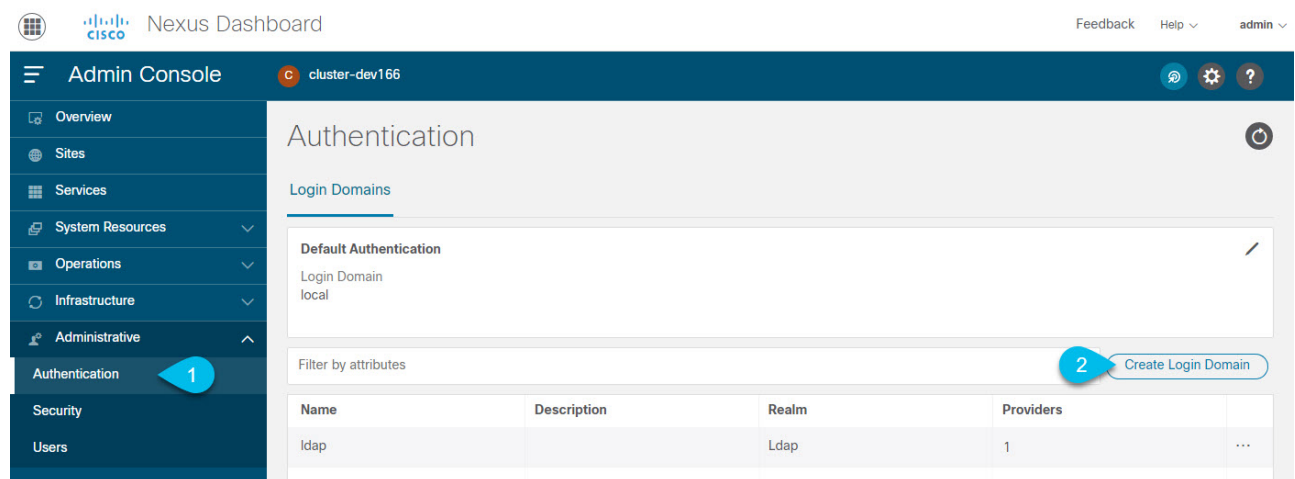 CISCO Nexus Dashboard Feedback Help admin
Admin Console C cluster-dev166 ?
Overview
Sites
Services
System Resources
Operations
Infrastructure
Administrative
Authentication 1
Security
Users
Authentication
Login Domains
Default Authentication
Login Domain
local
Filter by attributes 2 Create Login Domain
Name Description Realm Providers
ldap Ldap 1 ...